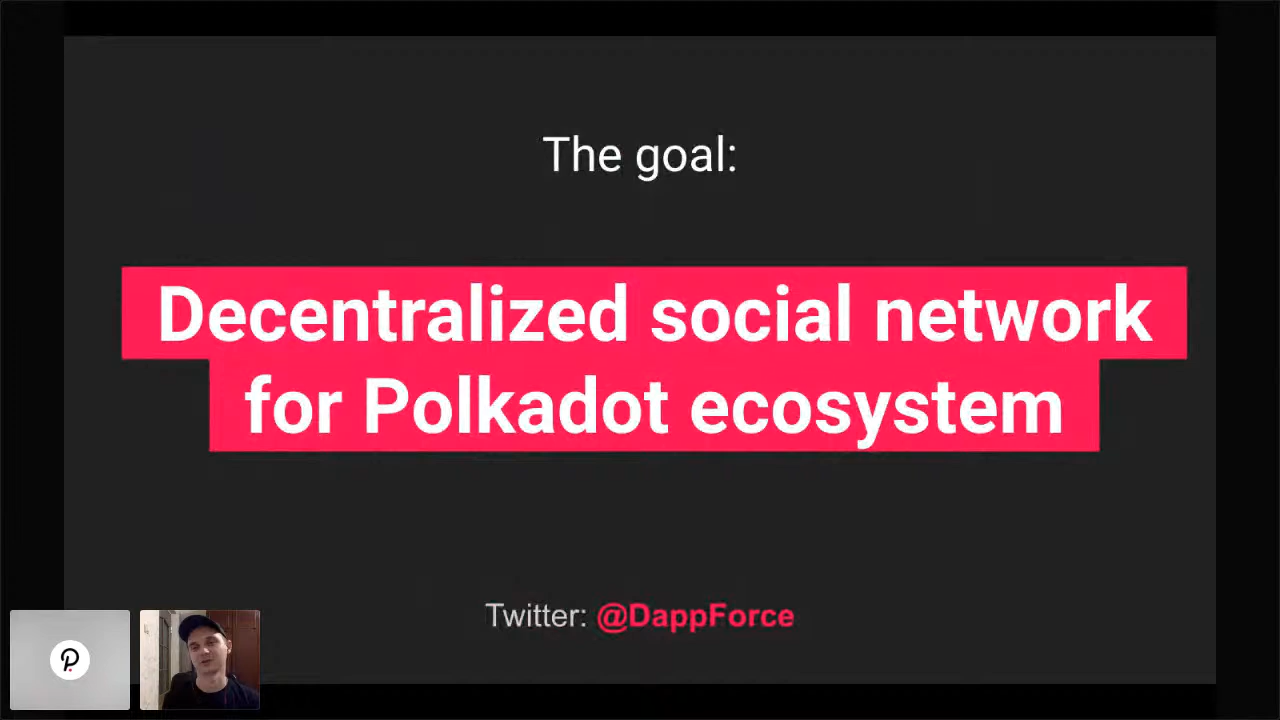 The goal:
Decentralized social network
for Polkadot ecosystem
Twitter: @DappForce